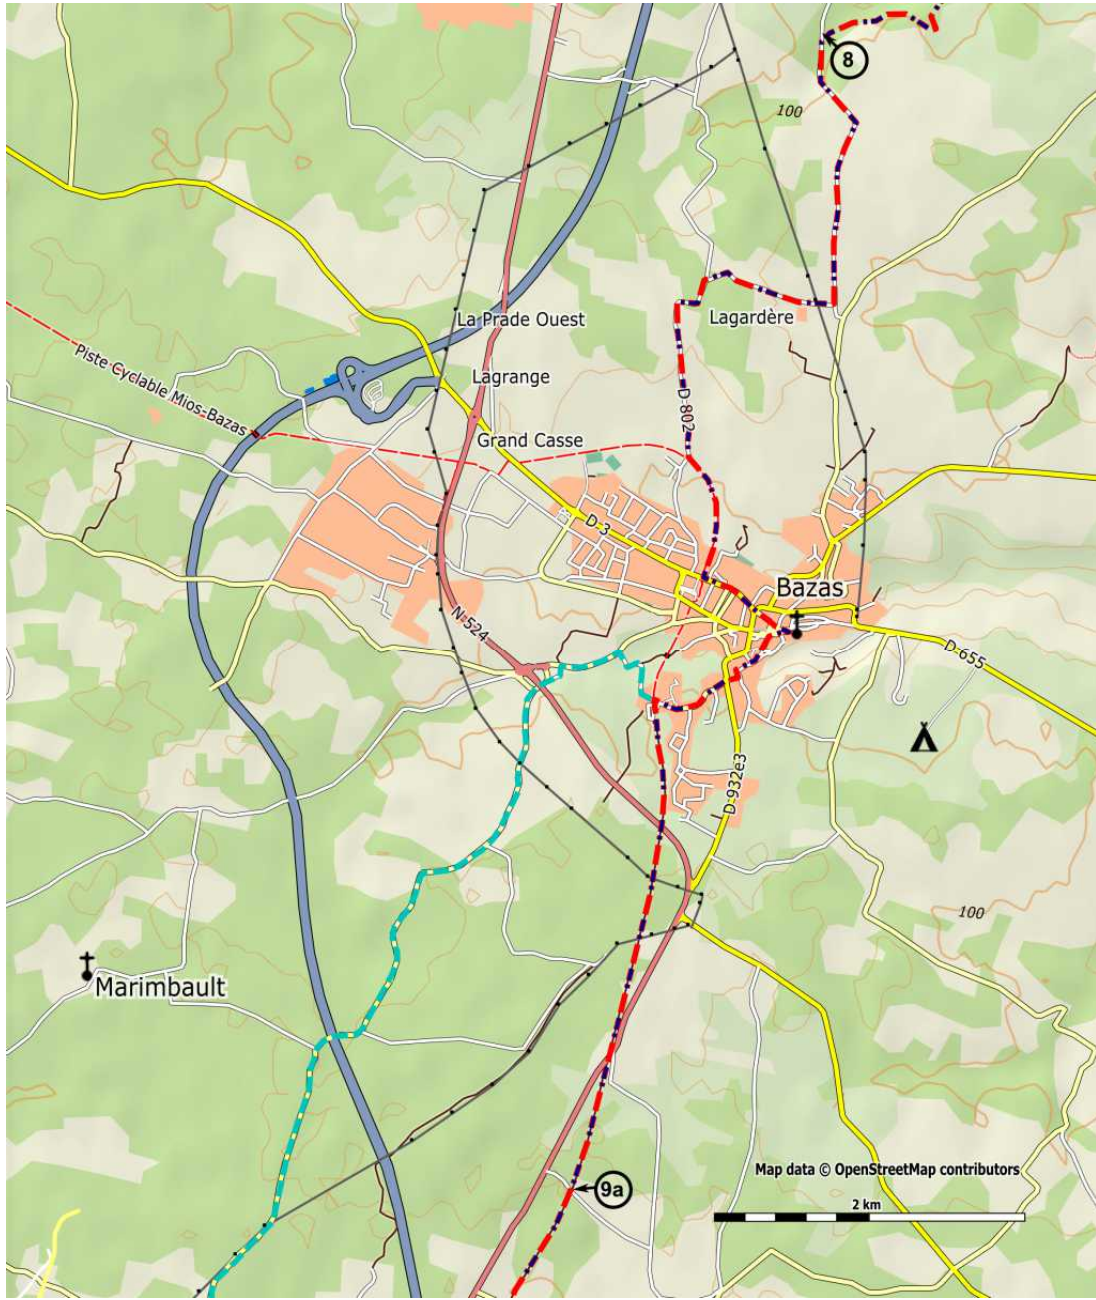 8
100
La Prade Ouest
Lagardère
Piste Cyclable Mios-Bazas
Lagrange
D 802
Grand Casse
D 3
Bazas
N 524
D 655
D 932e3
100
Marimbault
Map data © OpenStreetMap contributors
9a
2 km